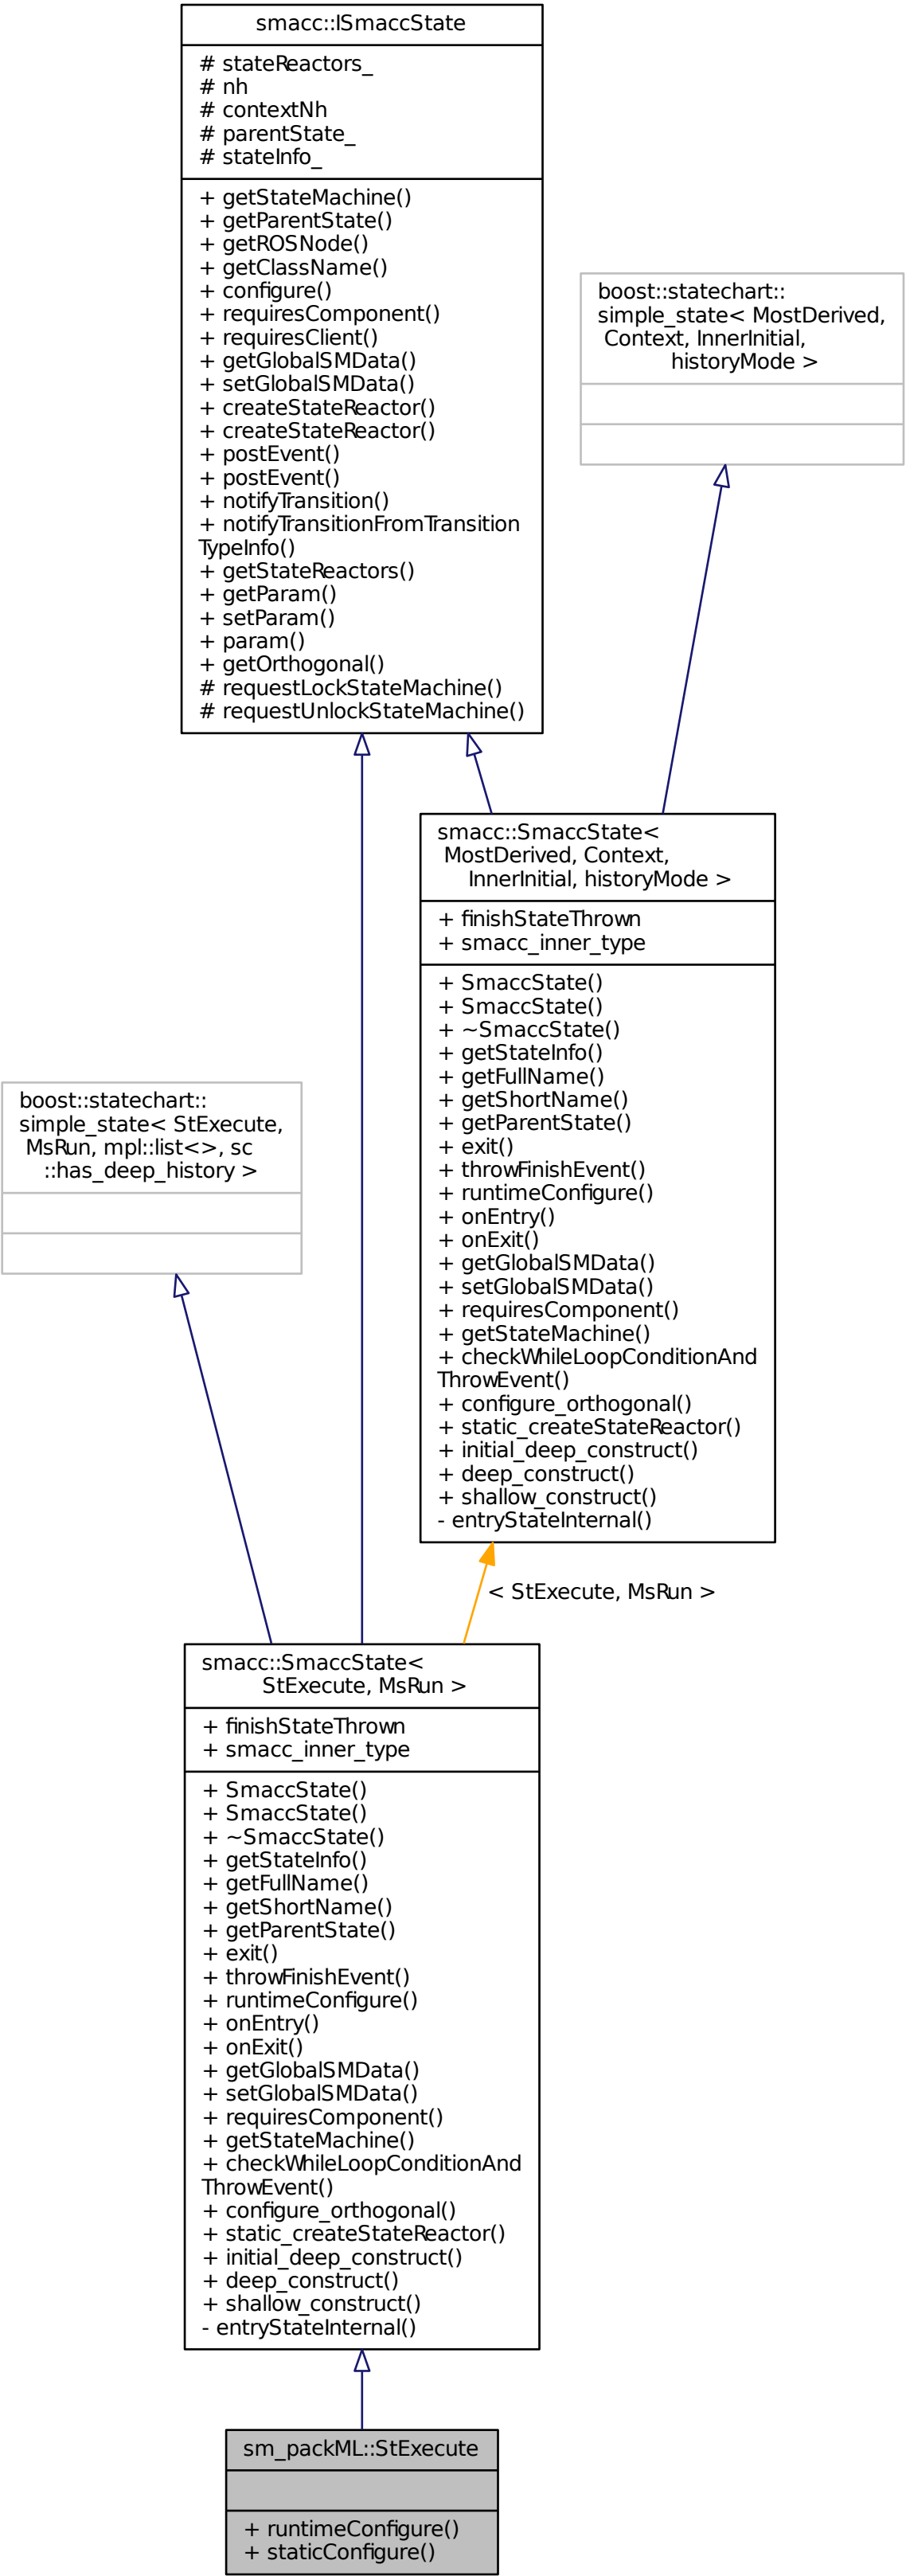 smacc::ISmaccState
# stateReactors_
# nh
# contextNh
# parentState_
# stateInfo_
+ getStateMachine()
+ getParentState()
+ getROSNode()
+ getClassName()
+ configure()
+ requiresComponent()
+ requiresClient()
+ getGlobalSMData()
+ setGlobalSMData()
+ createStateReactor()
+ createStateReactor()
+ postEvent()
+ postEvent()
+ notifyTransition()
+ notifyTransitionFromTransition
TypeInfo()
+ getStateReactors()
+ getParam()
+ setParam()
+ param()
+ getOrthogonal()
# requestLockStateMachine()
# requestUnlockStateMachine()
boost::statechart::
simple_state< MostDerived,
Context, InnerInitial,
historyMode >
smacc::SmaccState<
MostDerived, Context,
InnerInitial, historyMode >
+ finishStateThrown
+ smacc_inner_type
+ SmaccState()
+ SmaccState()
+ ~SmaccState()
+ getStateInfo()
+ getFullName()
+ getShortName()
+ getParentState()
+ exit()
+ throwFinishEvent()
+ runtimeConfigure()
+ onEntry()
+ onExit()
+ getGlobalSMData()
+ setGlobalSMData()
+ requiresComponent()
+ getStateMachine()
+ checkWhileLoopConditionAnd
ThrowEvent()
+ configure_orthogonal()
+ static_createStateReactor()
+ initial_deep_construct()
+ deep_construct()
+ shallow_construct()
- entryStateInternal()
boost::statechart::
simple_state< StExecute,
MsRun, mpl::list<>, sc
::has_deep_history >
< StExecute, MsRun >
smacc::SmaccState<
StExecute, MsRun >
+ finishStateThrown
+ smacc_inner_type
+ SmaccState()
+ SmaccState()
+ ~SmaccState()
+ getStateInfo()
+ getFullName()
+ getShortName()
+ getParentState()
+ exit()
+ throwFinishEvent()
+ runtimeConfigure()
+ onEntry()
+ onExit()
+ getGlobalSMData()
+ setGlobalSMData()
+ requiresComponent()
+ getStateMachine()
+ checkWhileLoopConditionAnd
ThrowEvent()
+ configure_orthogonal()
+ static_createStateReactor()
+ initial_deep_construct()
+ deep_construct()
+ shallow_construct()
- entryStateInternal()
sm_packML::StExecute
+ runtimeConfigure()
+ staticConfigure()